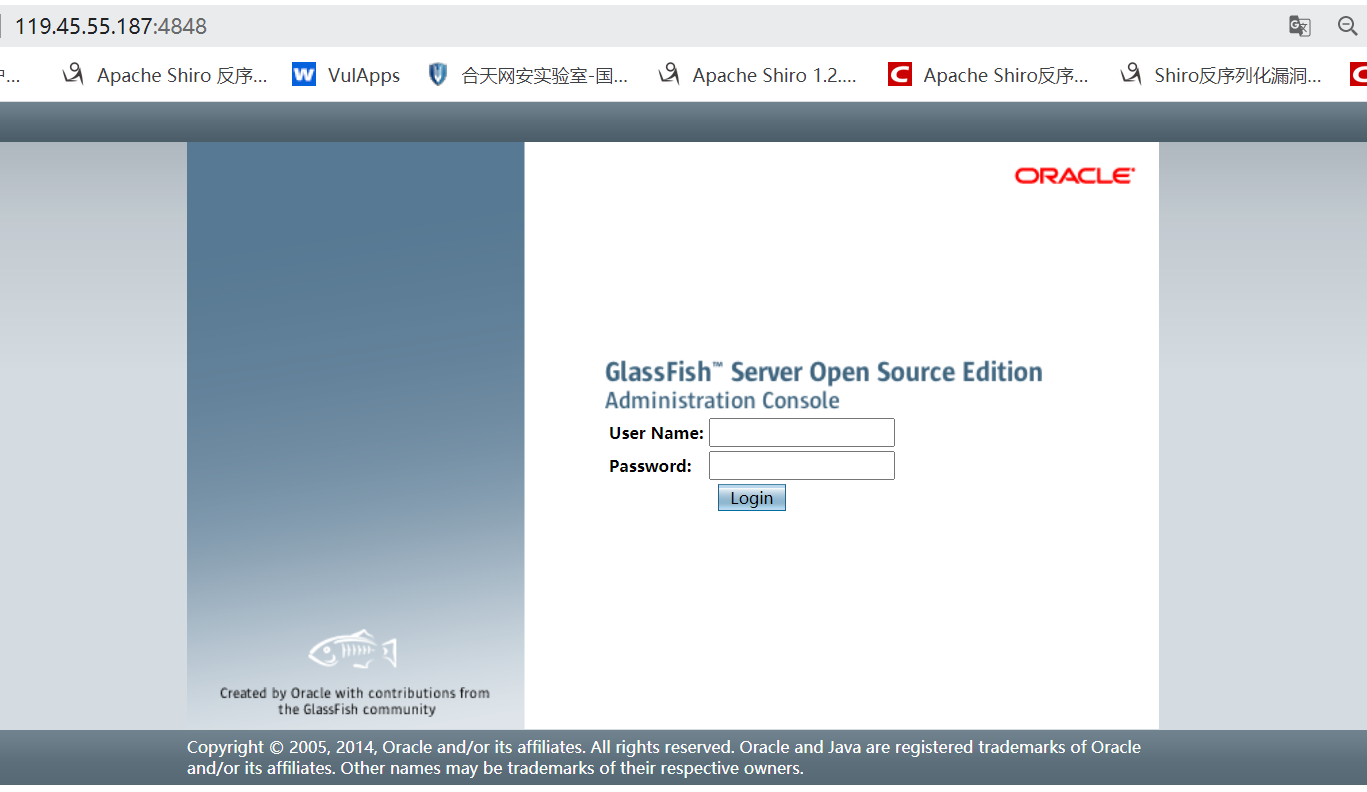 119.45.55.187:4848
Apache Shiro 反序... VulApps 合天网安实验室-国... Apache Shiro 1.2.... Apache Shiro反序... Shiro反序列化漏洞...
ORACLE
GlassFish™ Server Open Source Edition
Administration Console
User Name:
Password:
Login
Created by Oracle with contributions from
the GlassFish community
Copyright © 2005, 2014, Oracle and/or its affiliates. All rights reserved. Oracle and Java are registered trademarks of Oracle
and/or its affiliates. Other names may be trademarks of their respective owners.